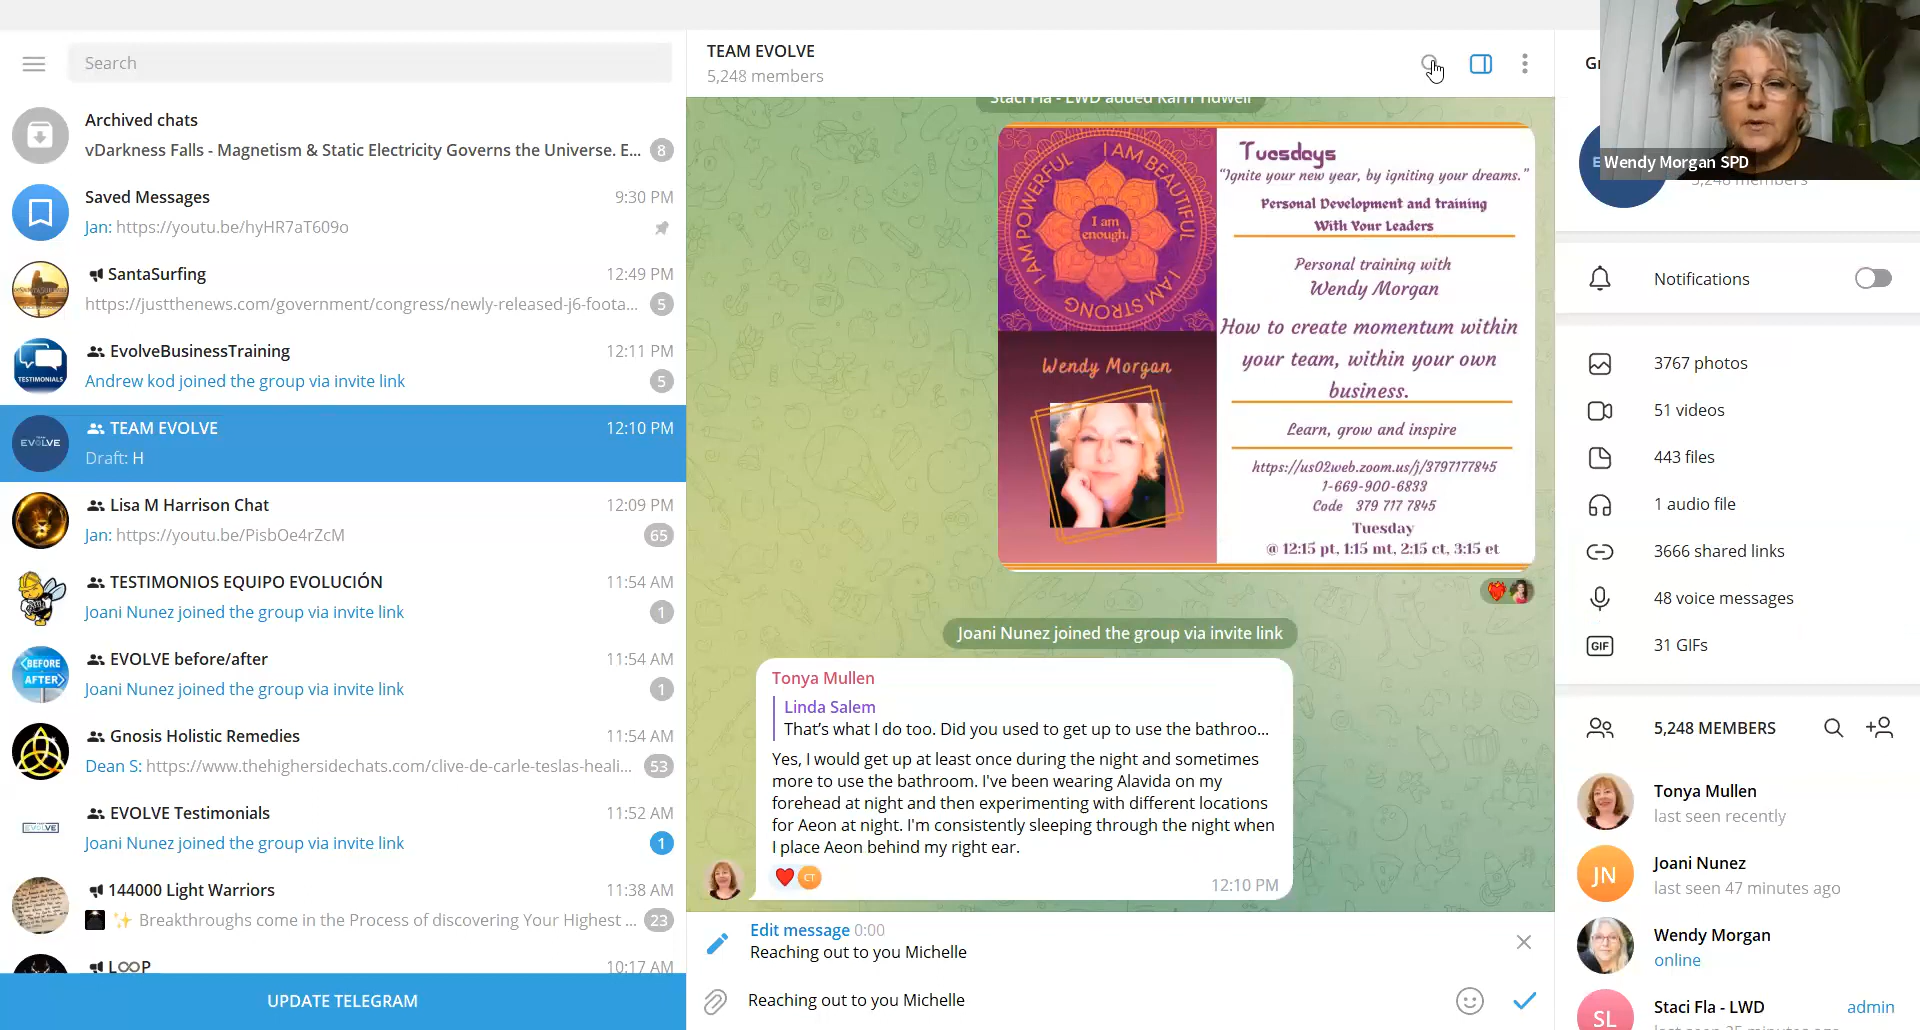 Search
Archived chats
vDarkness Falls - Magnetism & Static Electricity Governs the Universe. E...
8
Saved Messages
9:30 PM
Jan: https://youtu.be/hyHR7aT609o
SantaSurfing
12:49 PM
https://justthenews.com/government/congress/newly-released-j6-foota...
5
TESTIMONIALS
EvolveBusinessTraining
12:11 PM
Andrew kod joined the group via invite link
5
EVOLVE
TEAM EVOLVE
12:10 PM
Draft: H
Lisa M Harrison Chat
12:09 PM
Jan: https://youtu.be/PisbOe4rZcM
65
TESTIMONIOS EQUIPO EVOLUCIÓN
11:54 AM
Joani Nunez joined the group via invite link
1
BEFORE
AFTER
EVOLVE before/after
11:54 AM
Joani Nunez joined the group via invite link
1
Gnosis Holistic Remedies
11:54 AM
Dean S: https://www.thehighersidechats.com/clive-de-carle-teslas-heali...
53
EVOLVE
EVOLVE Testimonials
11:52 AM
Joani Nunez joined the group via invite link
1
144000 Light Warriors
11:38 AM
Breakthroughs come in the Process of discovering Your Highest ...
23
L∞P
10:17 AM
UPDATE TELEGRAM
TEAM EVOLVE
5,248 members
Staci Fla - LWD added Karri Tidwell
I AM POWERFUL
I AM BEAUTIFUL
I AM STRONG
I am
enough.
Wendy Morgan
Tuesdays
"Ignite your new year, by igniting your dreams."
Personal Development and training
With Your Leaders
Personal training with
Wendy Morgan
How to create momentum within
your team, within your own
business.
Learn, grow and inspire
https://us02web.zoom.us/j/3797177845
1-669-900-6833
Code 379 717 7845
Tuesday
@ 12:15 pt, 1:15 mt, 2:15 ct, 3:15 et
Joani Nunez joined the group via invite link
Tonya Mullen
Linda Salem
That's what I do too. Did you used to get up to use the bathroo...
Yes, I would get up at least once during the night and sometimes
more to use the bathroom. I've been wearing Alavida on my
forehead at night and then experimenting with different locations
for Aeon at night. I'm consistently sleeping through the night when
I place Aeon behind my right ear.
CT
12:10 PM
Edit message 0:00
Reaching out to you Michelle
Reaching out to you Michelle
Wendy Morgan SPD
5,248 members
Notifications
3767 photos
51 videos
443 files
1 audio file
3666 shared links
48 voice messages
GIF
31 GIFs
5,248 MEMBERS
Tonya Mullen
last seen recently
JN
Joani Nunez
last seen 47 minutes ago
Wendy Morgan
online
SL
Staci Fla - LWD
admin